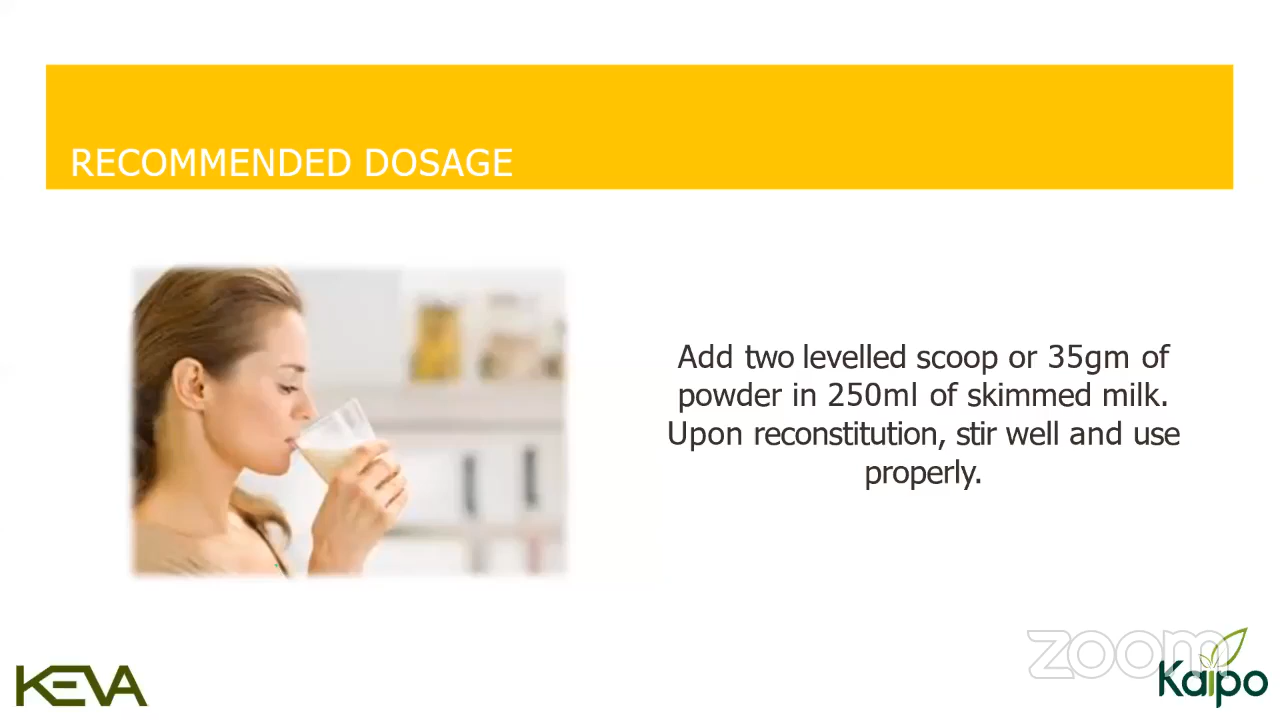 RECOMMENDED DOSAGE
Add two levelled scoop or 35gm of
powder in 250ml of skimmed milk.
Upon reconstitution, stir well and use
properly.
zoom
KEVA
Kaipo